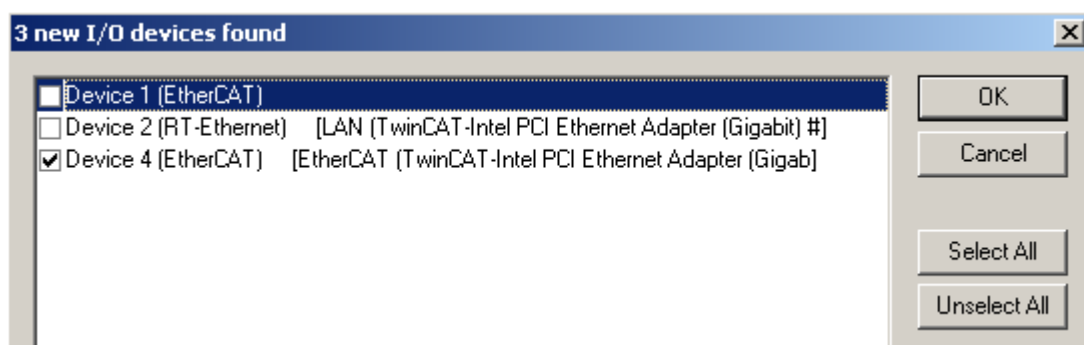 3 new I/O devices found
Device 1 (EtherCAT)
Device 2 (RT-Ethernet) [LAN (TwinCAT-Intel PCI Ethernet Adapter (Gigabit) #]
Device 4 (EtherCAT) [EtherCAT (TwinCAT-Intel PCI Ethernet Adapter (Gigab]
OK
Cancel
Select All
Unselect All